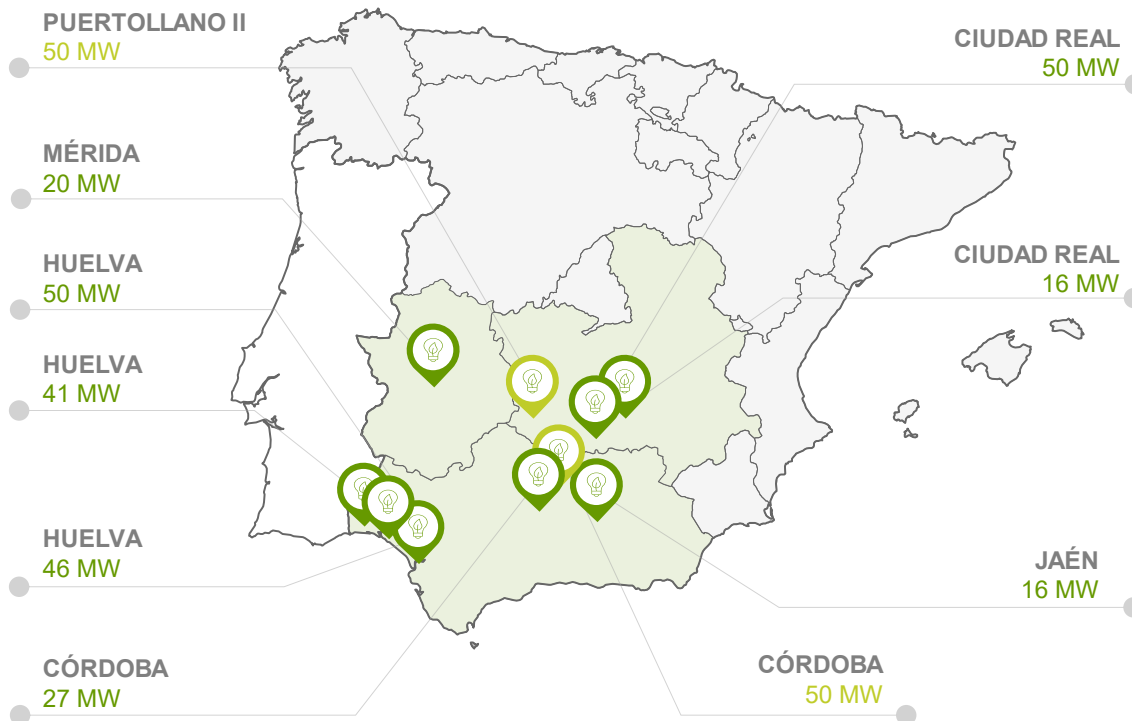 PUERTOLLANO II
50 MW
MÉRIDA
20 MW
HUELVA
50 MW
HUELVA
41 MW
HUELVA
46 MW
CÓRDOBA
27 MW
CIUDAD REAL
50 MW
CIUDAD REAL
16 MW
JAÉN
16 MW
CÓRDOBA
50 MW